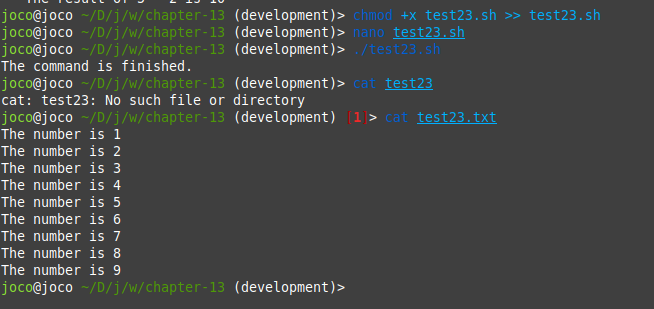 The result of 5 * 2 is 10
joco@joco ~/D/j/w/chapter-13 (development)> chmod +x test23.sh >> test23.sh
joco@joco ~/D/j/w/chapter-13 (development)> nano test23.sh
joco@joco ~/D/j/w/chapter-13 (development)> ./test23.sh
The command is finished.
joco@joco ~/D/j/w/chapter-13 (development)> cat test23
cat: test23: No such file or directory
joco@joco ~/D/j/w/chapter-13 (development) [1]> cat test23.txt
The number is 1
The number is 2
The number is 3
The number is 4
The number is 5
The number is 6
The number is 7
The number is 8
The number is 9
joco@joco ~/D/j/w/chapter-13 (development)>